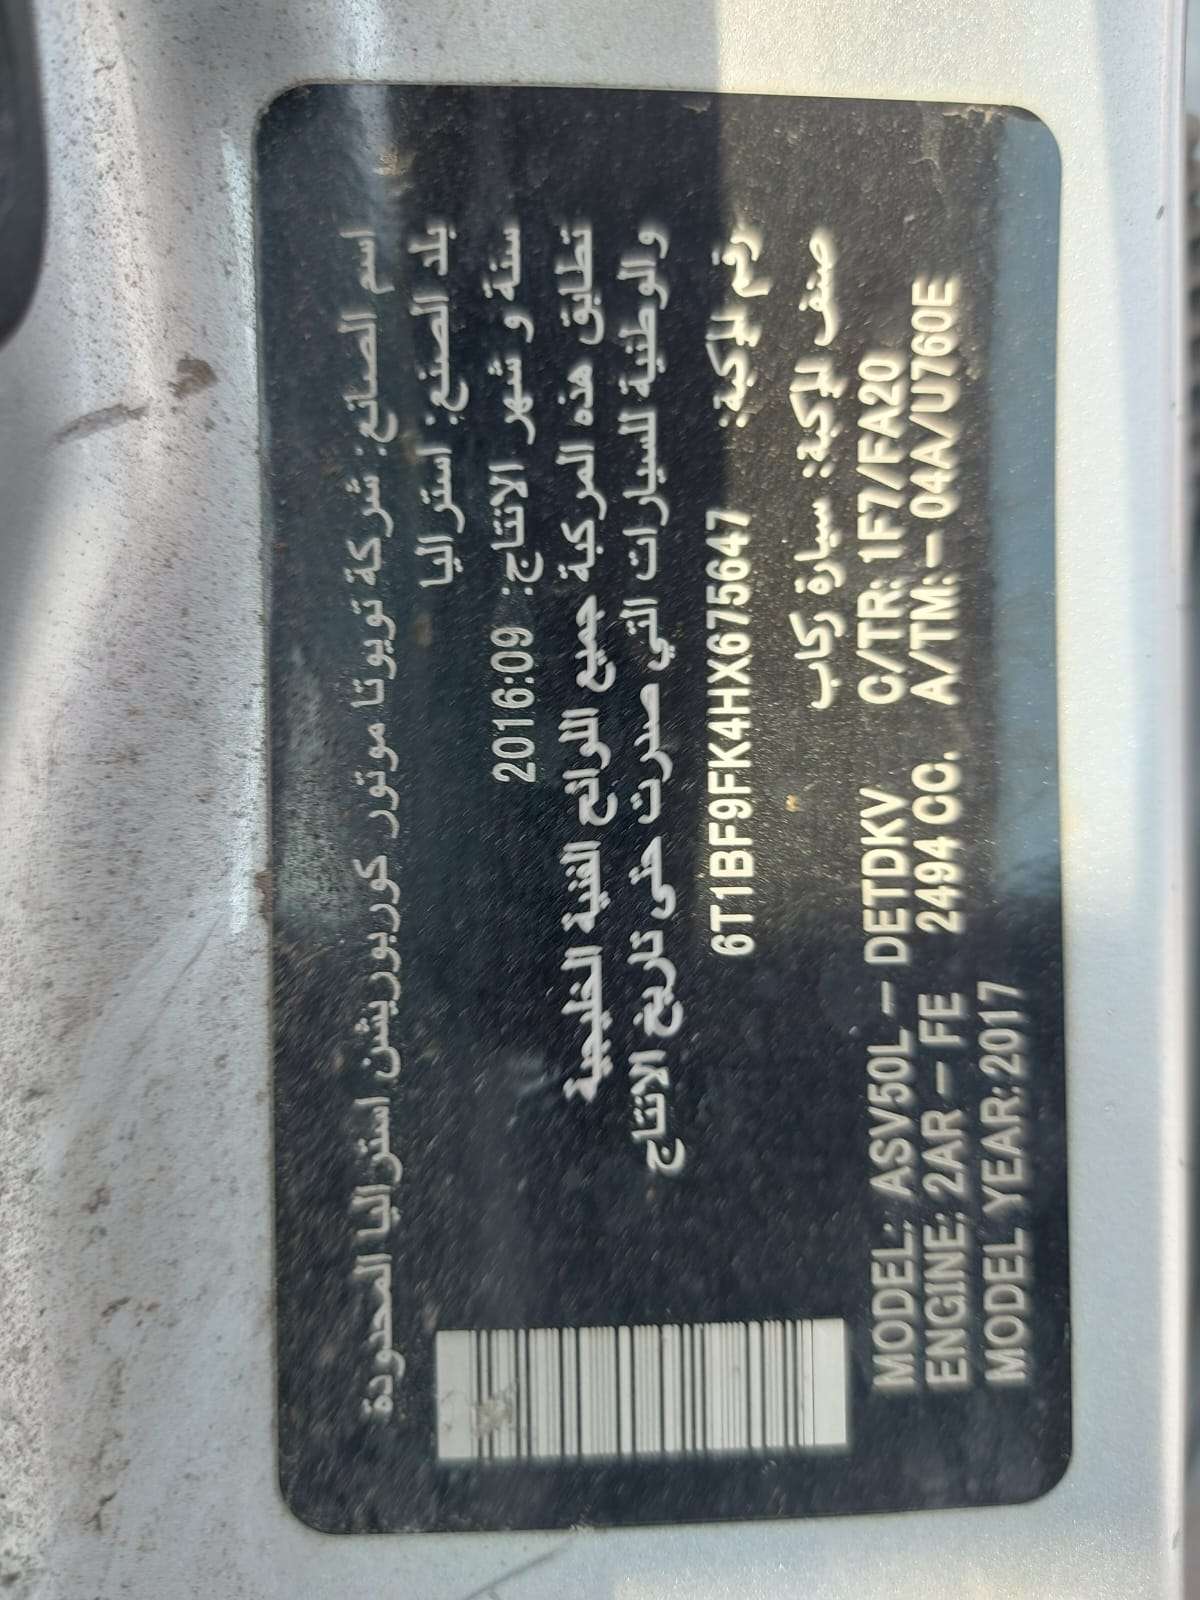 اسم الصانع: شركة تويوتا موتور كوربوريشن استراليا المحدودة
بلد الصنع: استراليا
سنة و شهر الانتاج: 2016:09
تطابق هذه المركبة جميع اللوائح الفنية الخليجية
والوطنية للسيارات التي صدرت حتى تاريخ الانتاج
رقم المركبة: 6T1BF9FK4HX675647
صنف المركبة: سيارة ركاب
MODEL: ASV50L – DETDKV C/TR: 1F7/FA20
ENGINE: 2AR – FE 2494 CC. A/TM: – 04A/U760E
MODEL YEAR: 2017